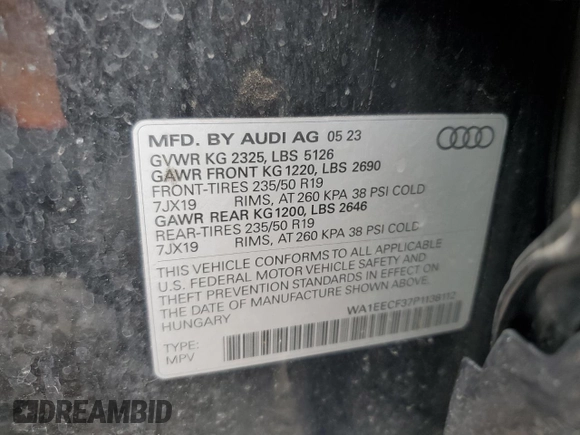 MFD. BY AUDI AG 05 23
GVWR KG 2325, LBS 5126
GAWR FRONT KG 1220, LBS 2690
FRONT-TIRES 235/50 R19
7JX19 RIMS, AT 260 KPA 38 PSI COLD
GAWR REAR KG1200, LBS 2646
REAR-TIRES 235/50 R19
7JX19 RIMS, AT 260 KPA 38 PSI COLD
THIS VEHICLE CONFORMS TO ALL APPLICABLE
U.S. FEDERAL MOTOR VEHICLE SAFETY AND
THEFT PREVENTION STANDARDS IN EFFECT ON
THE DATE OF MANUFACTURE SHOWN ABOVE.
HUNGARY
TYPE:
MPV
DREAMBID